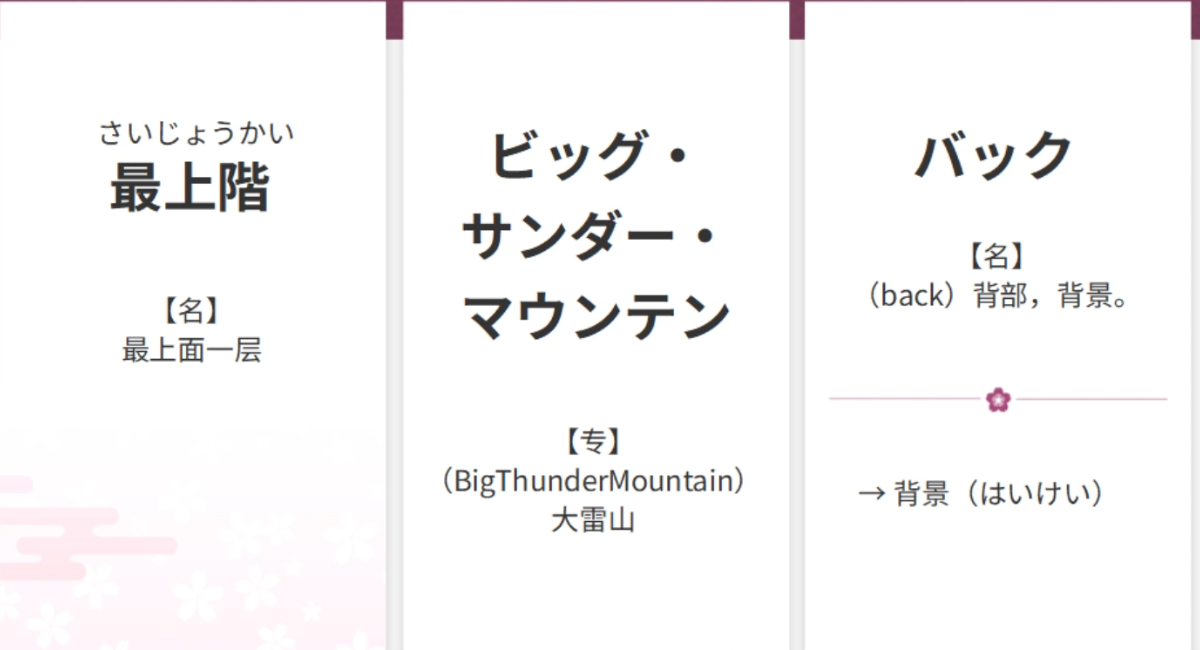 さいじょうかい
最上階
【名】
最上面一层
ビッグ・
サンダー・
マウンテン
【专】
（BigThunderMountain）
大雷山
バック
【名】
（back）背部，背景。
→ 背景（はいけい）